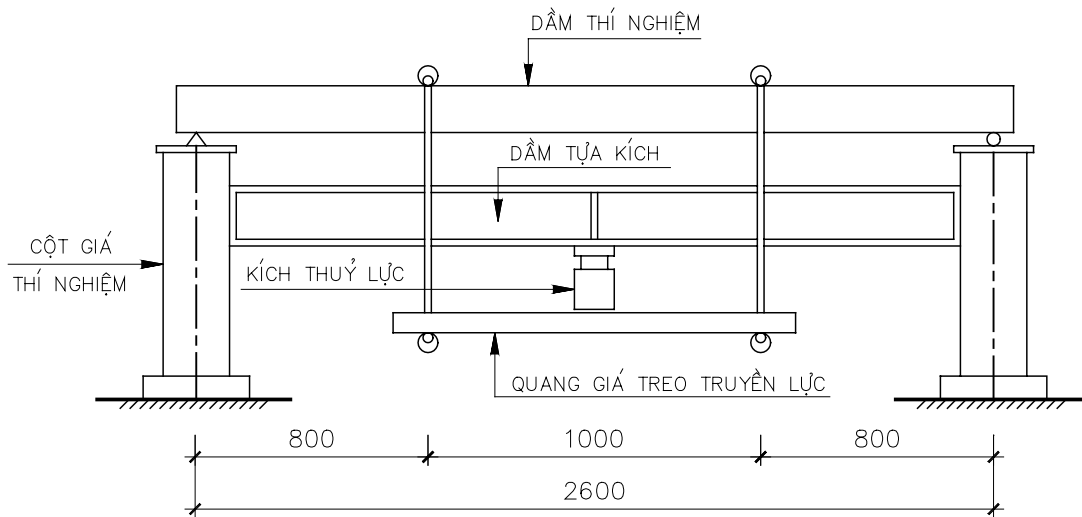 DẦM THÍ NGHIỆM
DẦM TỰA KÍCH
CỘT GIÁ
THÍ NGHIỆM
KÍCH THUỶ LỰC
QUANG GIÁ TREO TRUYỀN LỰC
800
1000
800
2600